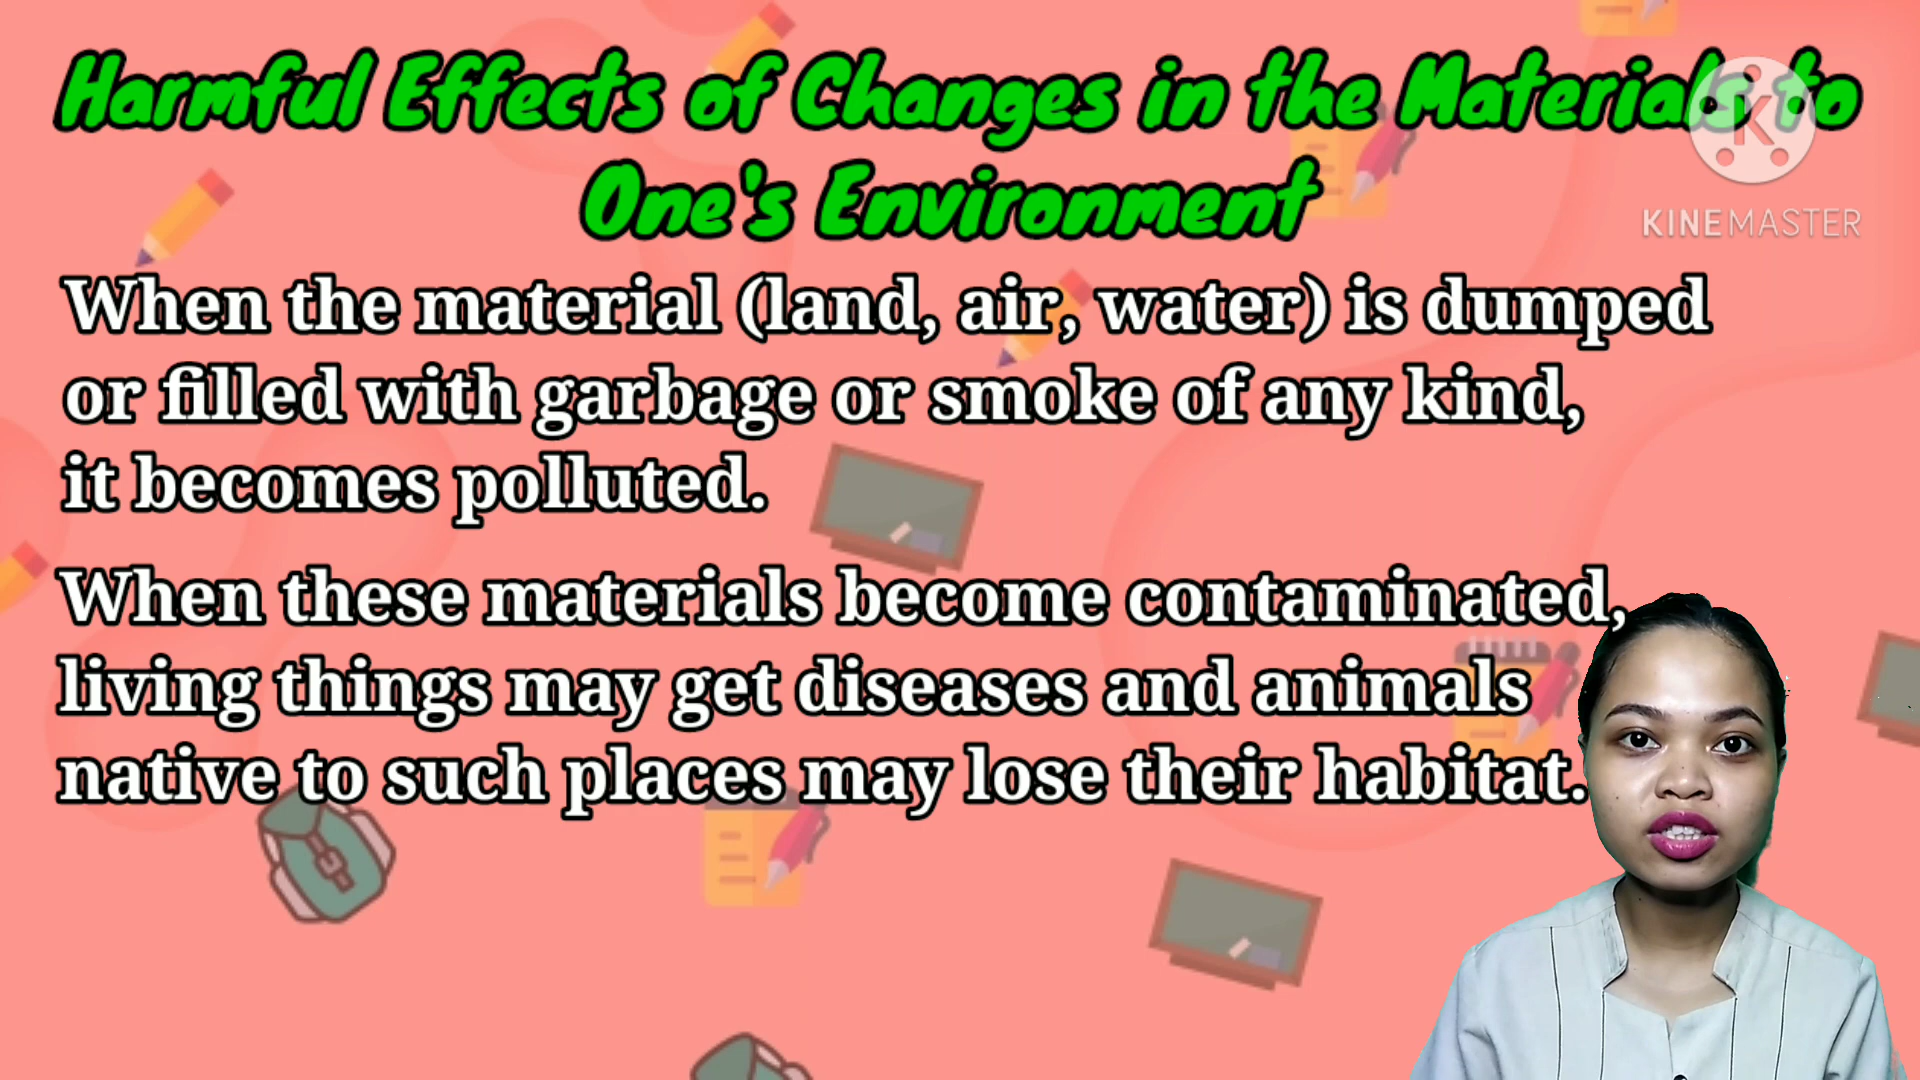 Harmful Effects of Changes in the Materials to
One's Environment
KINEMASTER
When the material (land, air, water) is dumped
or filled with garbage or smoke of any kind,
it becomes polluted.
When these materials become contaminated,
living things may get diseases and animals
native to such places may lose their habitat.